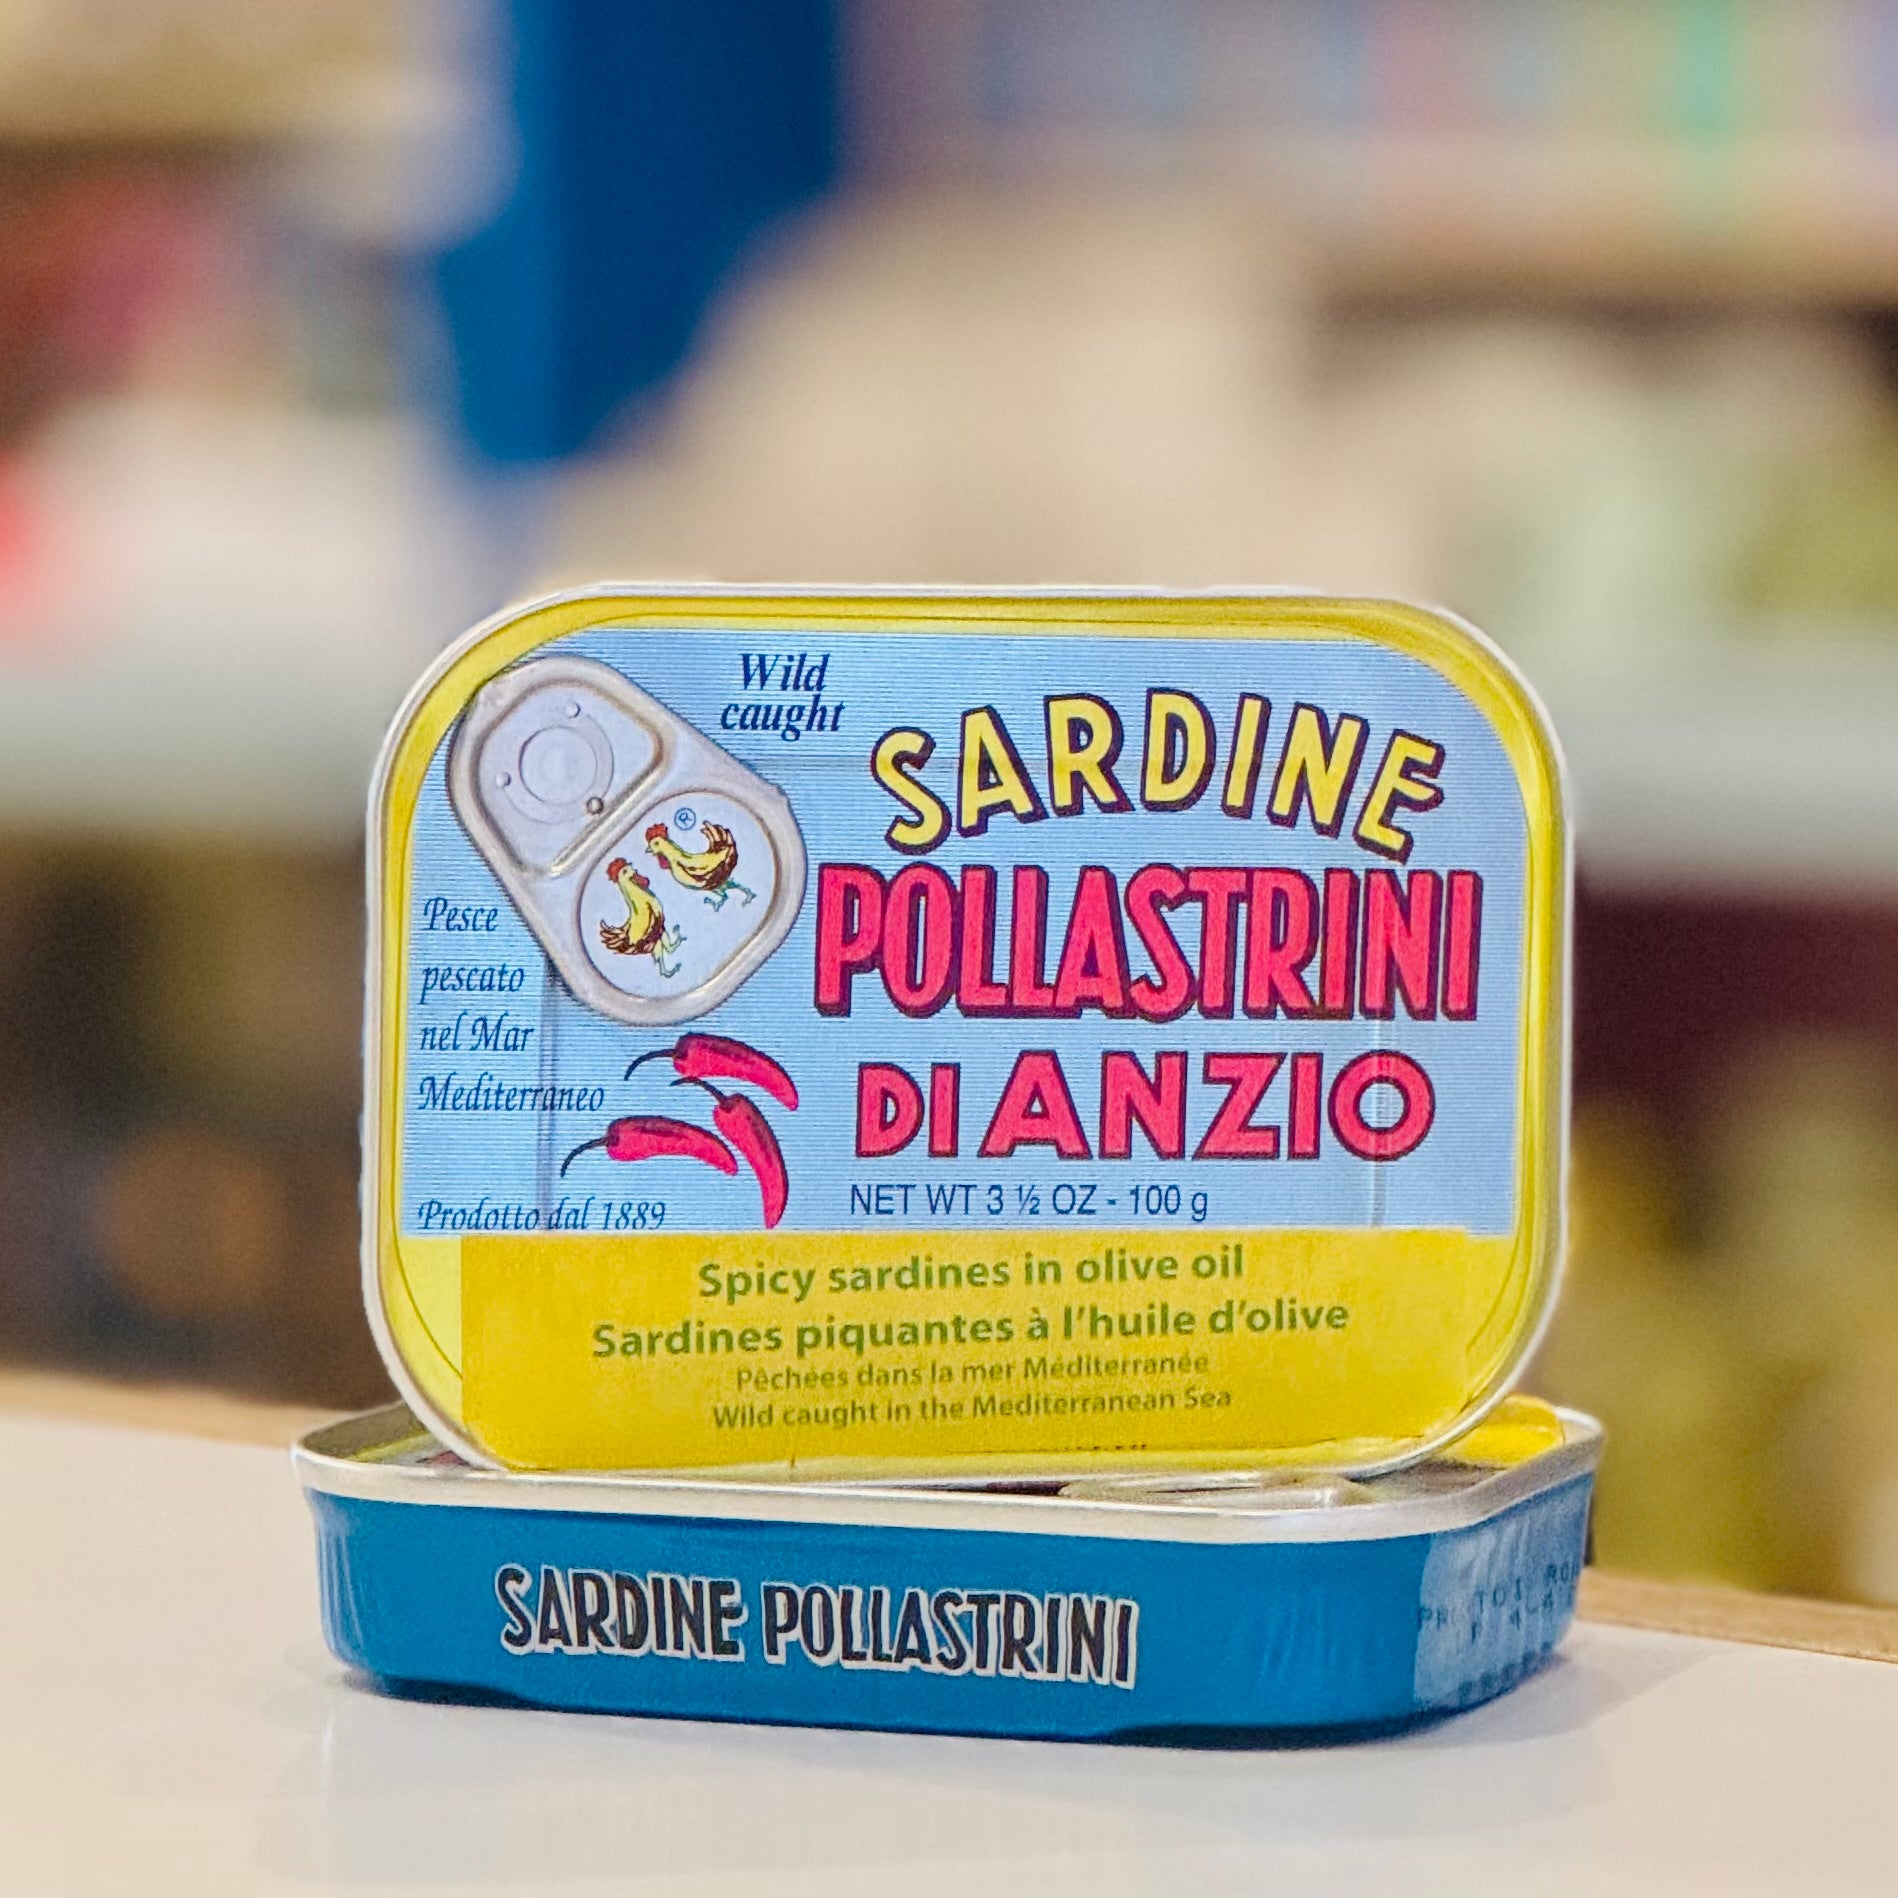 Wild
caught
SARDINE
POLLASTRINI
DI ANZIO
®
Pesce
pescato
nel Mar
Mediterraneo
Prodotto dal 1889
NET WT 3 ½ OZ - 100 g
Spicy sardines in olive oil
Sardines piquantes à l'huile d'olive
Pêchées dans la mer Méditerranée
Wild caught in the Mediterranean Sea
SARDINE POLLASTRINI